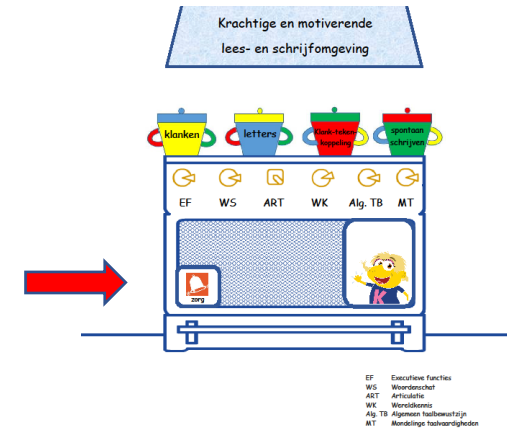 Krachtige en motiverende
lees- en schrijfomgeving
klanken
letters
Klank-teken-
koppeling
spontaan
schrijven
EF WS ART WK Alg. TB MT
zorg
K
EF Executieve functies
WS Woordenschat
ART Articulatie
WK Wereldkennis
Alg. TB Algemeen taalbewustzijn
MT Mondelinge taalvaardigheden